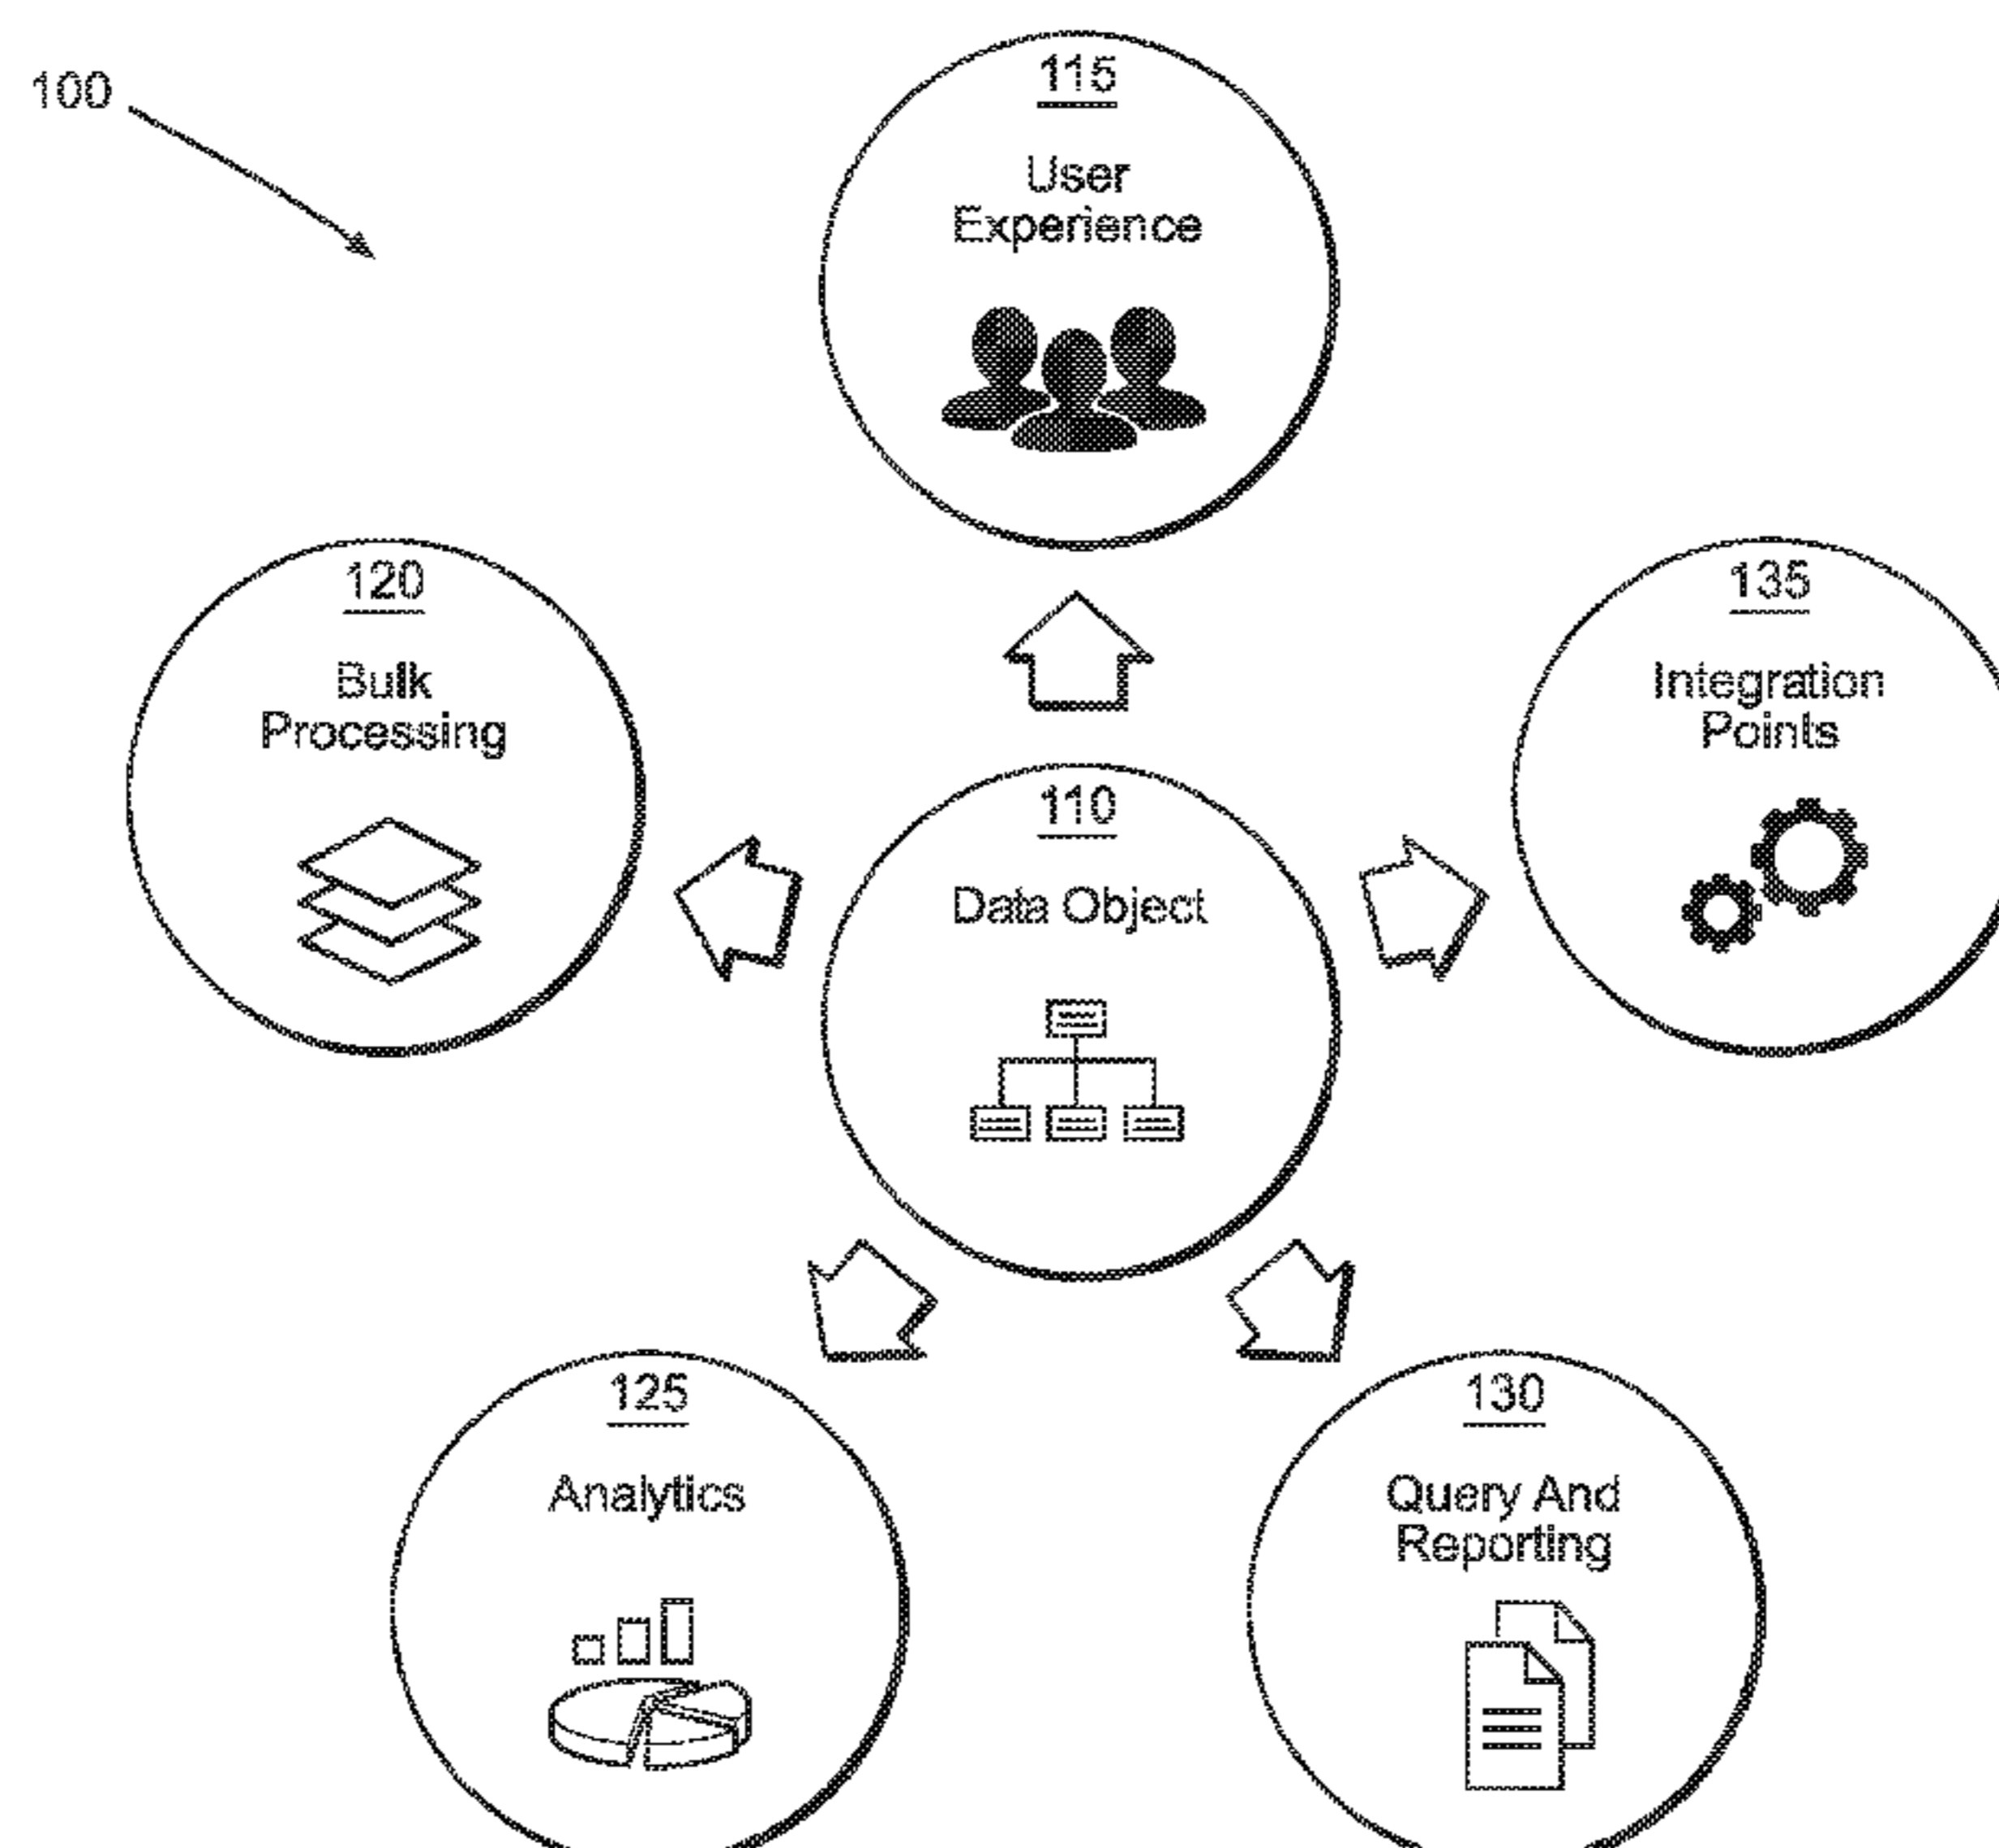 100
115
User
Experience
120
Bulk
Processing
135
Integration
Points
110
Data Object
125
Analytics
130
Query And
Reporting